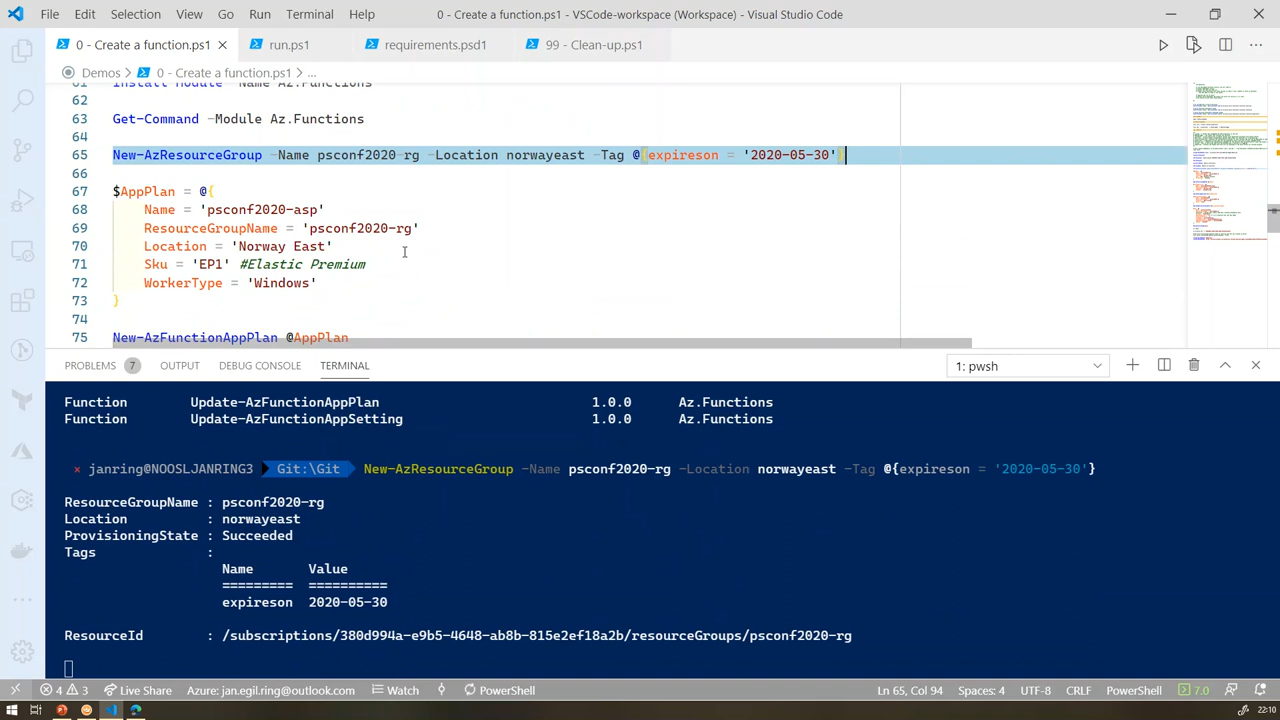 File Edit Selection View Go Run Terminal Help 0 - Create a function.ps1 - VSCode-workspace (Workspace) - Visual Studio Code
0 - Create a function.ps1 run.ps1 requirements.psd1 99 - Clean-up.ps1
Demos > 0 - Create a function.ps1 > ...
61 Install-Module -Name Az.Functions
62
63 Get-Command -Module Az.Functions
64
65 New-AzResourceGroup -Name psconf2020-rg -Location norwayeast -Tag @{expireson = '2020-05-30'}
66
67 $AppPlan = @{
68 Name = 'psconf2020-asp'
69 ResourceGroupName = 'psconf2020-rg'
70 Location = 'Norway East'
71 Sku = 'EP1' #Elastic Premium
72 WorkerType = 'Windows'
73 }
74
75 New-AzFunctionAppPlan @AppPlan
PROBLEMS 7 OUTPUT DEBUG CONSOLE TERMINAL 1: pwsh
Function Update-AzFunctionAppPlan 1.0.0 Az.Functions
Function Update-AzFunctionAppSetting 1.0.0 Az.Functions
× janring@NOOSLJANRING3 Git:\Git New-AzResourceGroup -Name psconf2020-rg -Location norwayeast -Tag @{expireson = '2020-05-30'}
ResourceGroupName : psconf2020-rg
Location : norwayeast
ProvisioningState : Succeeded
Tags :
Name Value
========= ==========
expireson 2020-05-30
ResourceId : /subscriptions/380d994a-e9b5-4648-ab8b-815e2ef18a2b/resourceGroups/psconf2020-rg
4 3 Live Share Azure: jan.egil.ring@outlook.com Watch PowerShell Ln 65, Col 94 Spaces: 4 UTF-8 CRLF PowerShell 7.0
22:10